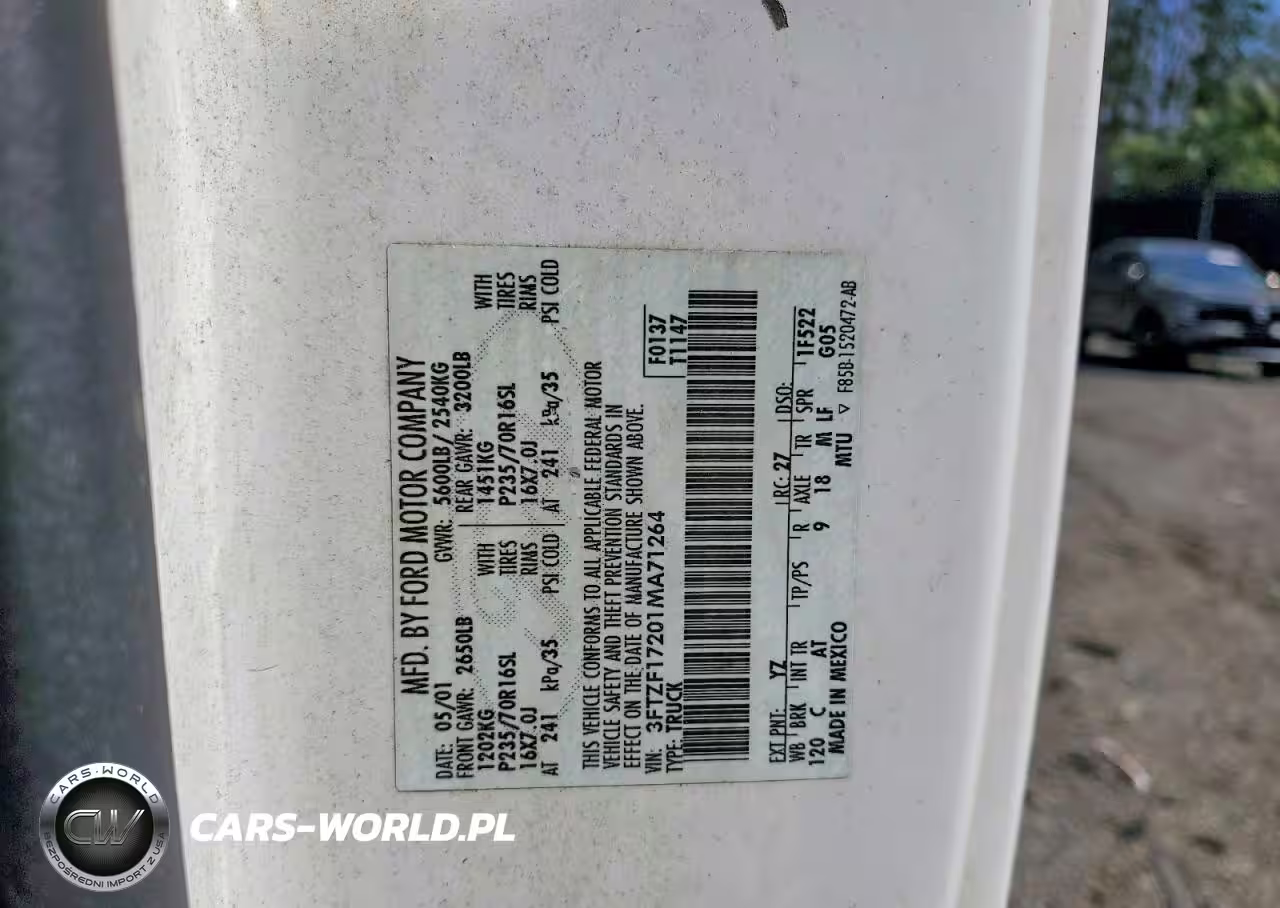 MFD. BY FORD MOTOR COMPANY
DATE: 05/01 GVWR: 5600LB/ 2540KG
FRONT GAWR: 2650LB REAR GAWR: 3200LB
1202KG WITH 1451KG WITH
P235/70R16SL TIRES P235/70R16SL TIRES
16X7.0J RIMS 16X7.0J RIMS
AT 241 kPa/35 PSI COLD AT 241 kPa/35 PSI COLD
THIS VEHICLE CONFORMS TO ALL APPLICABLE FEDERAL MOTOR
VEHICLE SAFETY AND THEFT PREVENTION STANDARDS IN
EFFECT ON THE DATE OF MANUFACTURE SHOWN ABOVE.
VIN: 3FTZF17201MA71264 F0137
TYPE: TRUCK T1147
EXT PNT: YZ RC: 27 DSO:
WB BRK INT TR TP/PS R AXLE TR SPR 1F522
120 C AT 9 18 M LF G05
MADE IN MEXICO MTU ▽ F85B-1520472-AB
CARS-WORLD
CW
BEZPOŚREDNI IMPORT Z USA
CARS-WORLD.PL